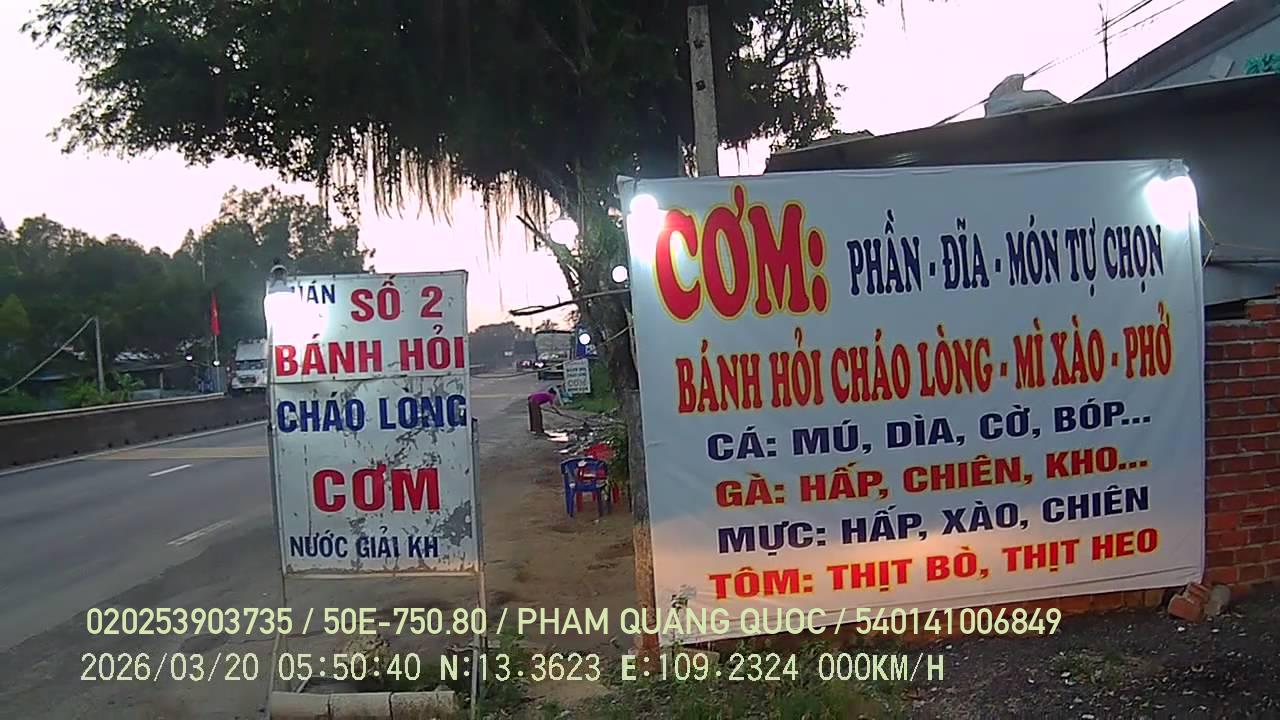 SỐ 2
BÁNH HỎI
CHÁO LONG
CƠM
NƯỚC GIẢI KH
CƠM: PHẦN - ĐĨA - MÓN TỰ CHỌN
BÁNH HỎI CHÁO LÒNG - MÌ XÀO - PHỞ
CÁ: MÚ, DÌA, CỜ, BÓP...
GÀ: HẤP, CHIÊN, KHO...
MỰC: HẤP, XÀO, CHIÊN
TÔM: THỊT BÒ, THỊT HEO
020253903735 / 50E-750.80 / PHAM QUANG QUOC / 540141006849
2026/03/20 05:50:40 N:13.3623 E:109.2324 000KM/H